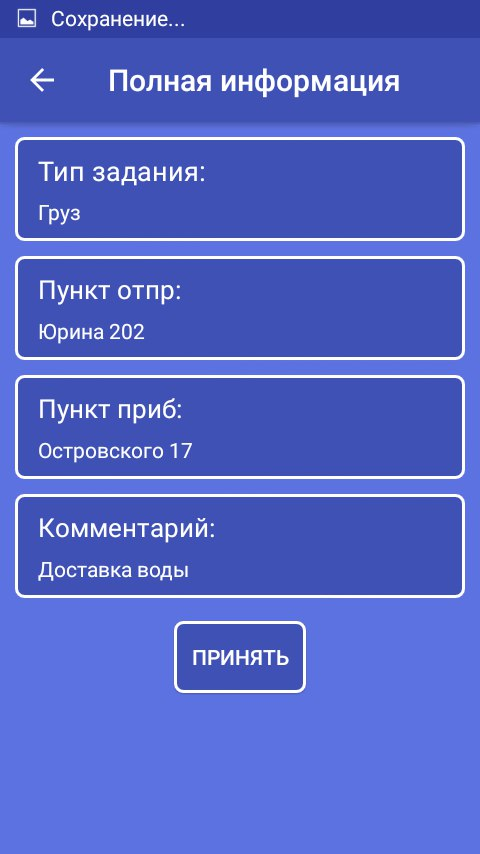 Сохранение...
Полная информация
Тип задания:
Груз
Пункт отпр:
Юрина 202
Пункт приб:
Островского 17
Комментарий:
Доставка воды
ПРИНЯТЬ